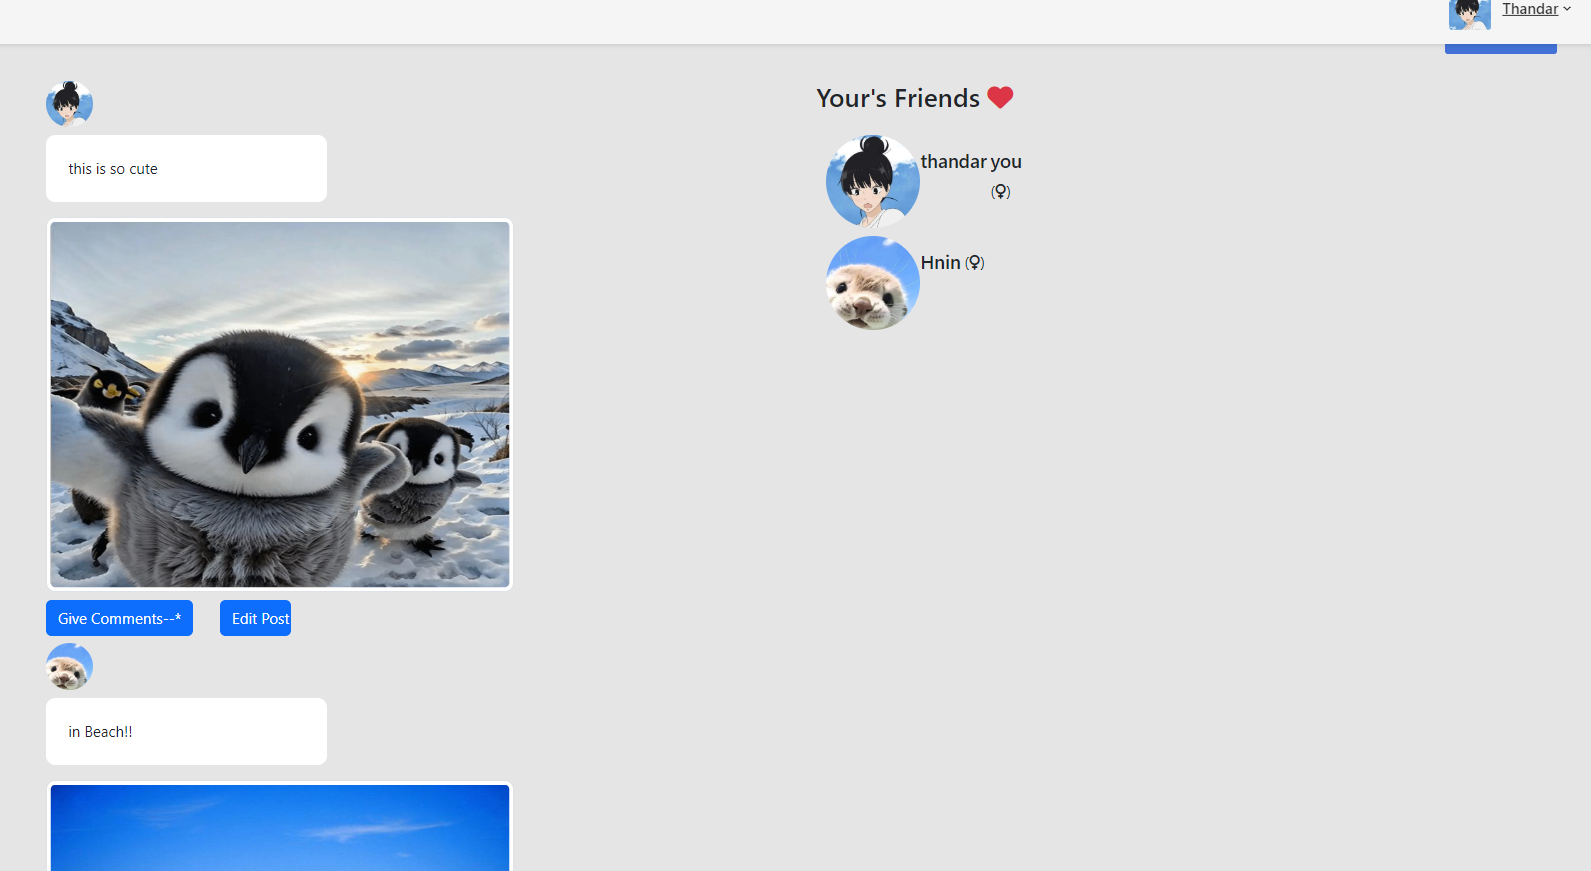 Thandar
this is so cute
Give Comments--*
Edit Post
in Beach!!
Your's Friends
thandar you
(♀)
Hnin (♀)